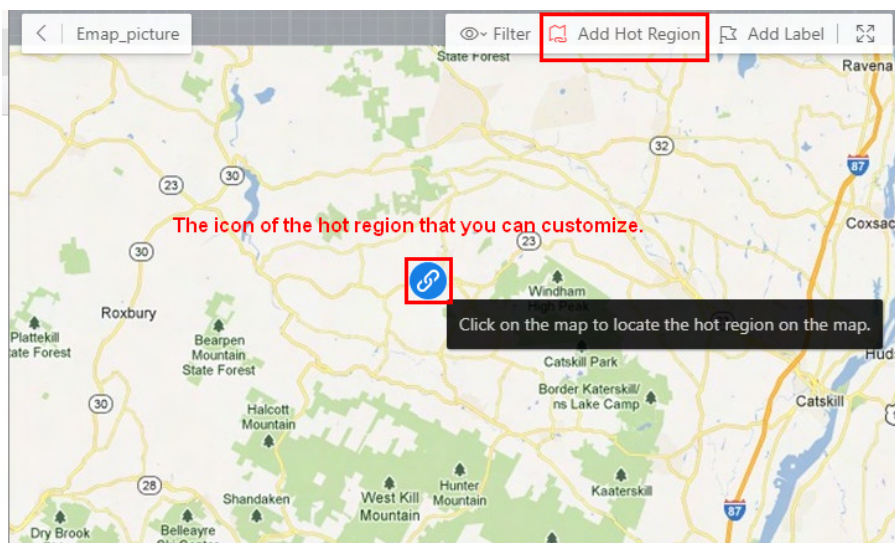 Emap_picture
Filter
Add Hot Region
Add Label
State Forest
Ravena
32
87
23
30
The icon of the hot region that you can customize.
Coxsac
23
30
Windham
High Peak
Click on the map to locate the hot region on the map.
Roxbury
Plattekill
ate Forest
Bearpen
Mountain
State Forest
Hud
Catskill Park
Border Katerskill/
ns Lake Camp
Catskill
30
Halcott
Mountain
28
Shandaken
West Kill
Mountain
Hunter
Mountain
Kaaterskill
87
Dry Brook
Belleayre